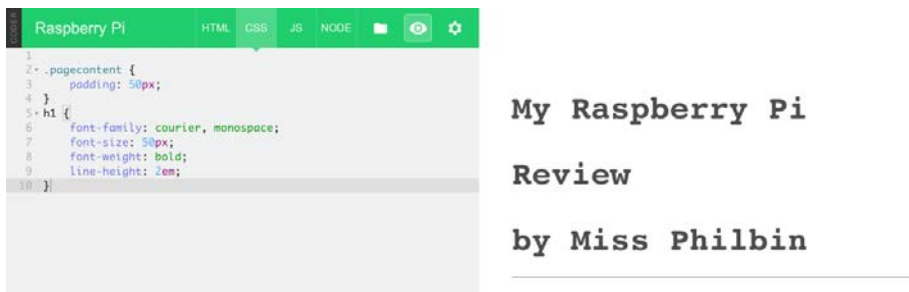 CODER
Raspberry Pi HTML CSS JS NODE
1
2 .pagecontent {
3 padding: 50px;
4 }
5 h1 {
6 font-family: courier, monospace;
7 font-size: 50px;
8 font-weight: bold;
9 line-height: 2em;
10 }
My Raspberry Pi
Review
by Miss Philbin